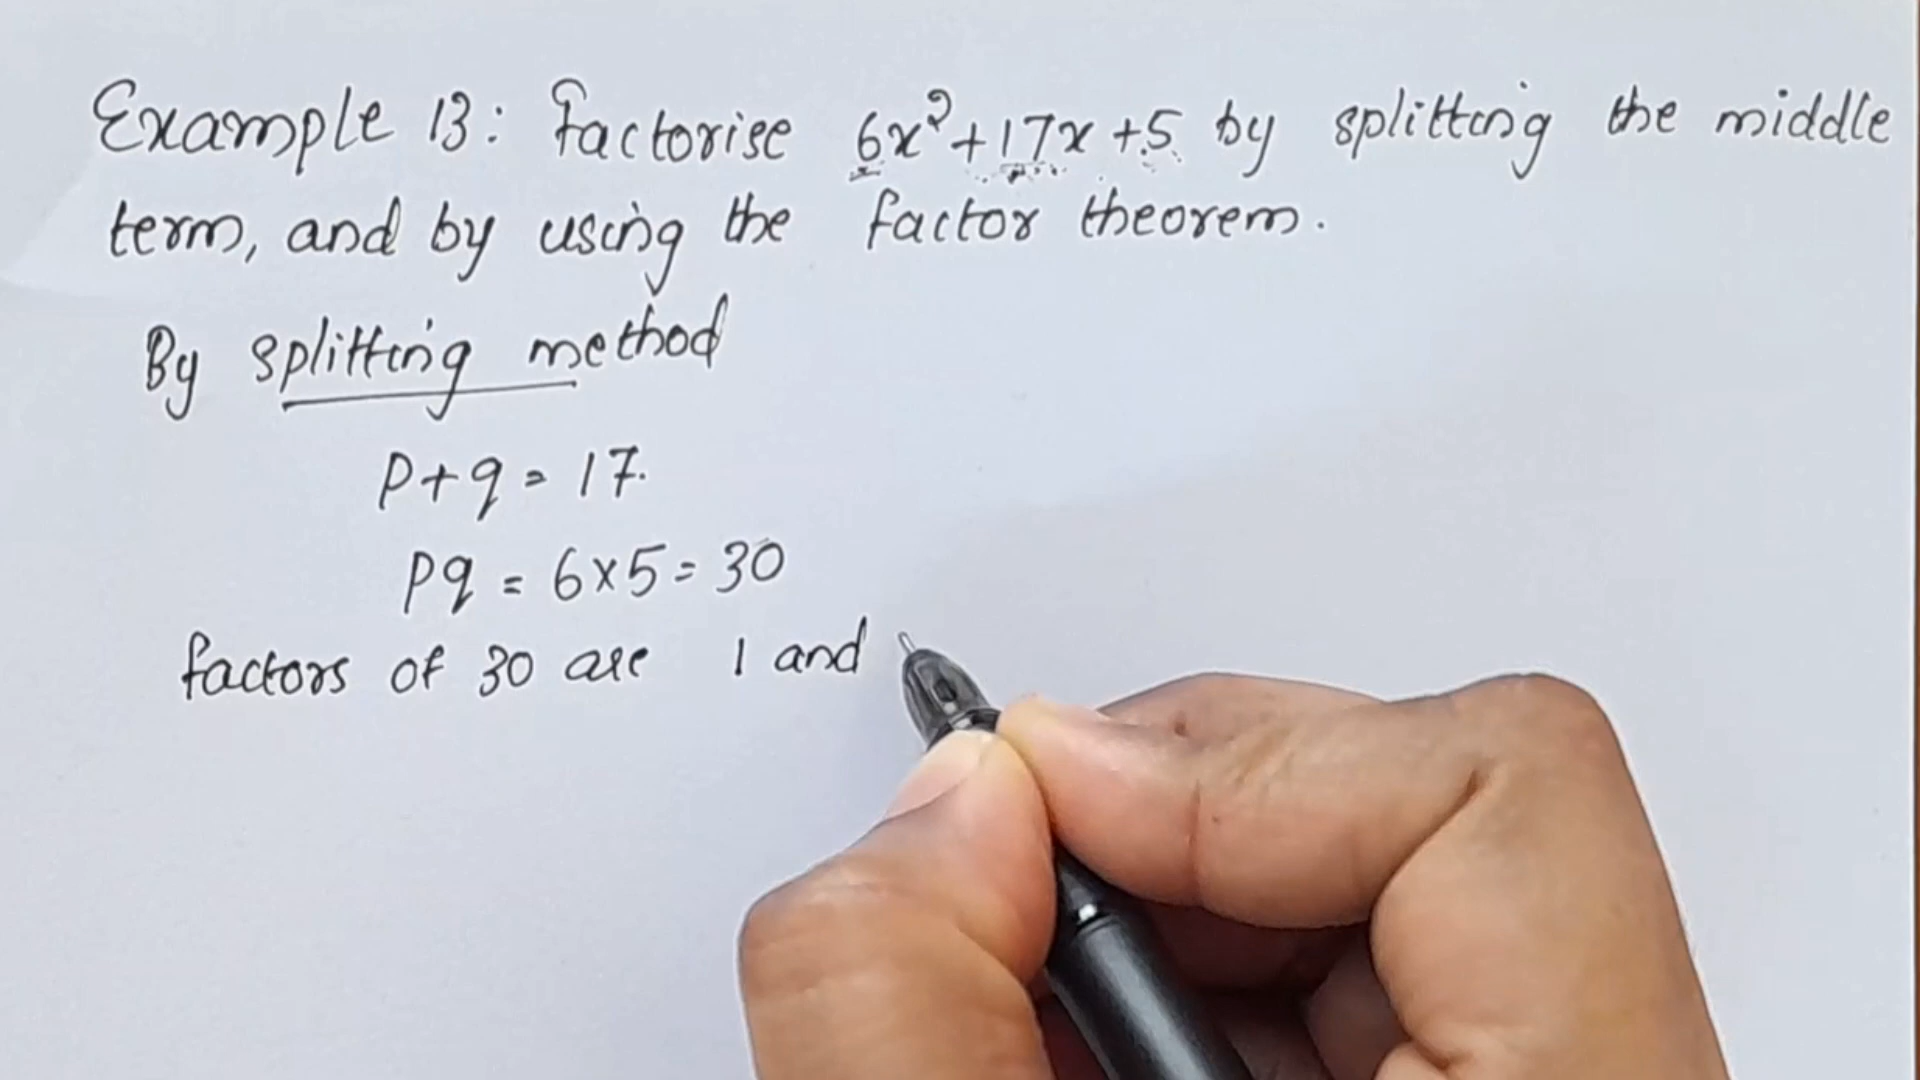 Example 13: Factorise 6x²+17x+5 by splitting the middle
term, and by using the factor theorem.
By splitting method
p+q = 17.
pq = 6×5 = 30
factors of 30 are 1 and